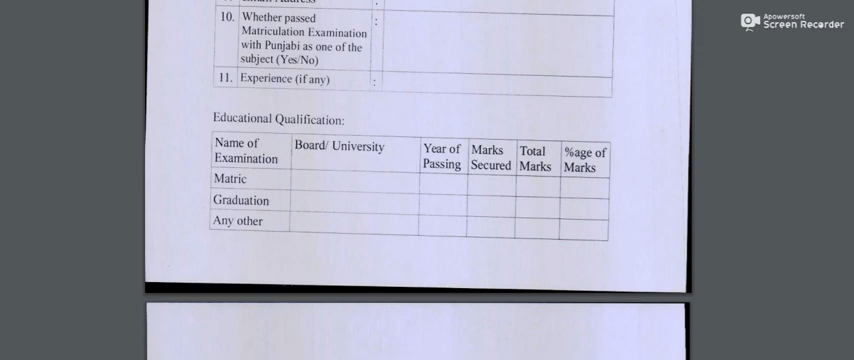 Apowersoft
Screen Recorder
10. Whether passed :
Matriculation Examination
with Punjabi as one of the
subject (Yes/No)
11. Experience (if any) :
Educational Qualification:
Name of Board/ University Year of Marks Total %age of
Examination Passing Secured Marks Marks
Matric
Graduation
Any other